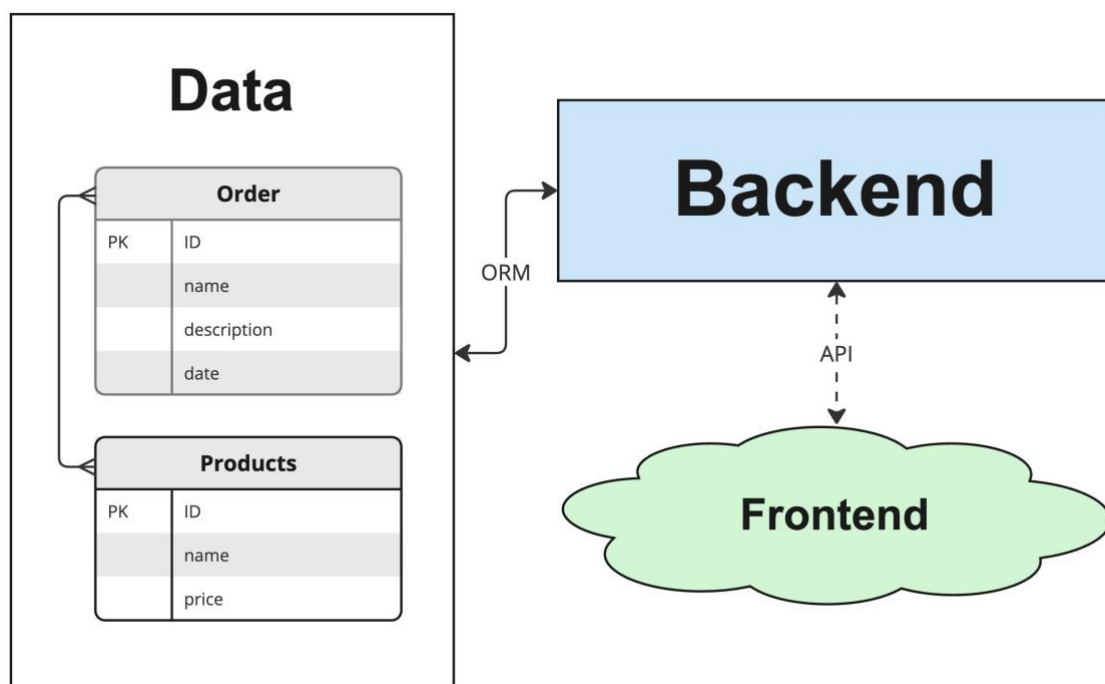 Data
Order
PK ID
name
description
date
Products
PK ID
name
price
ORM
Backend
API
Frontend